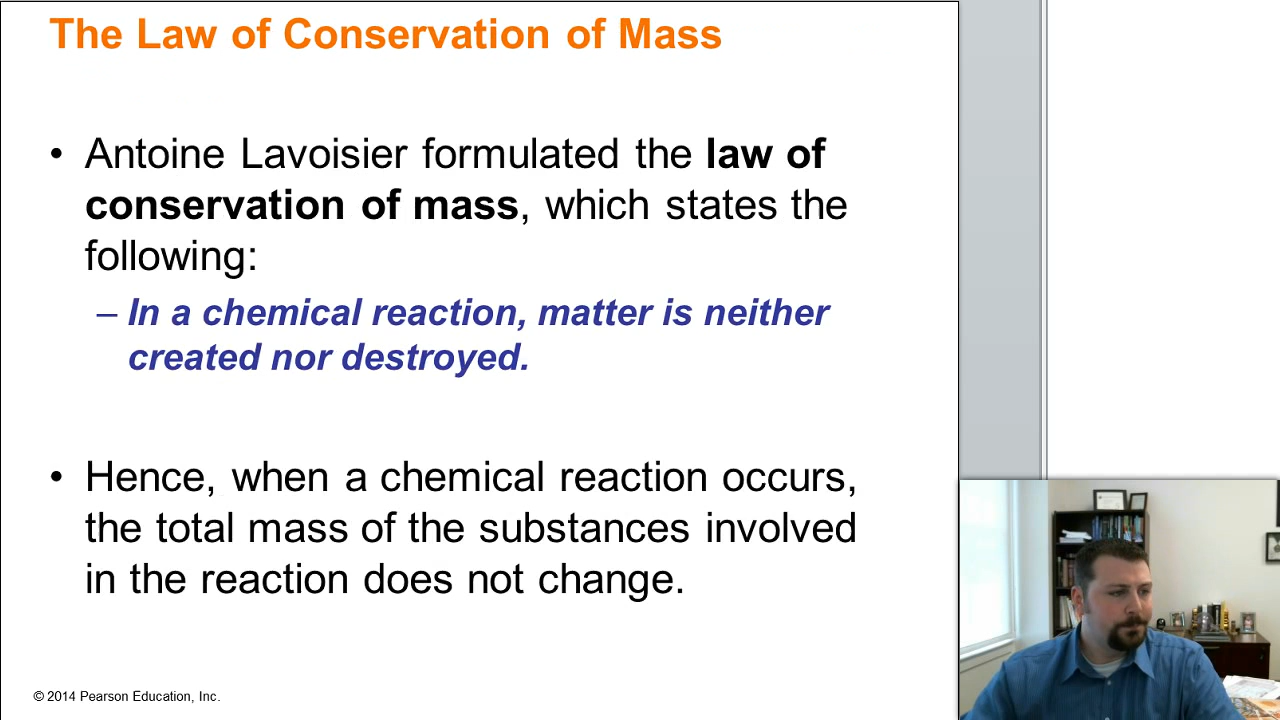 The Law of Conservation of Mass
• Antoine Lavoisier formulated the law of
conservation of mass, which states the
following:
– In a chemical reaction, matter is neither
created nor destroyed.
• Hence, when a chemical reaction occurs,
the total mass of the substances involved
in the reaction does not change.
© 2014 Pearson Education, Inc.